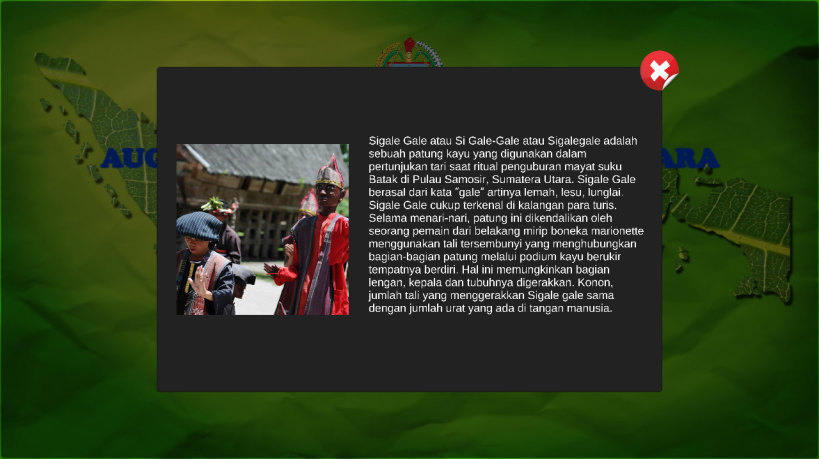 AUG
ARA
Sigale Gale atau Si Gale-Gale atau Sigalegale adalah
sebuah patung kayu yang digunakan dalam
pertunjukan tari saat ritual penguburan mayat suku
Batak di Pulau Samosir, Sumatera Utara. Sigale Gale
berasal dari kata "gale" artinya lemah, lesu, lunglai.
Sigale Gale cukup terkenal di kalangan para turis.
Selama menari-nari, patung ini dikendalikan oleh
seorang pemain dari belakang mirip boneka marionette
menggunakan tali tersembunyi yang menghubungkan
bagian-bagian patung melalui podium kayu berukir
tempatnya berdiri. Hal ini memungkinkan bagian
lengan, kepala dan tubuhnya digerakkan. Konon,
jumlah tali yang menggerakkan Sigale gale sama
dengan jumlah urat yang ada di tangan manusia.